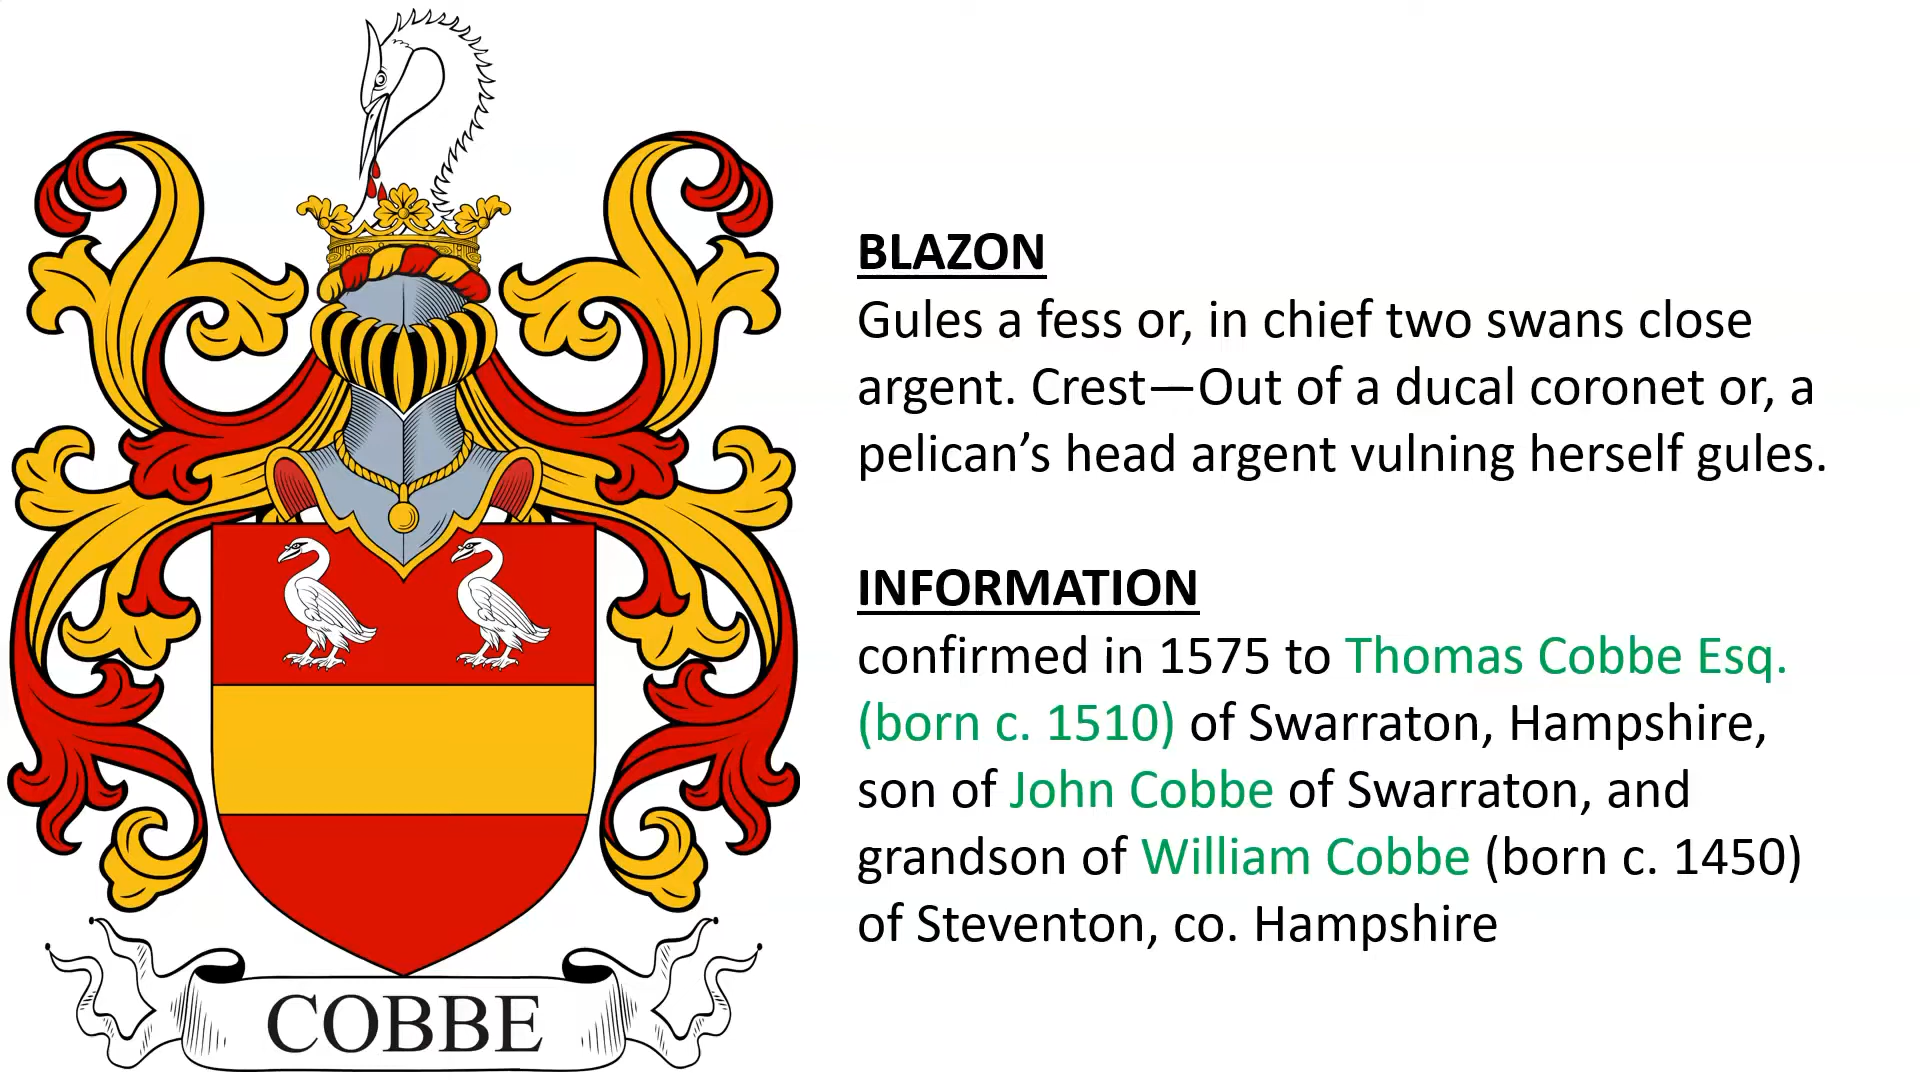 BLAZON
Gules a fess or, in chief two swans close
argent. Crest—Out of a ducal coronet or, a
pelican’s head argent vulning herself gules.
INFORMATION
confirmed in 1575 to Thomas Cobbe Esq.
(born c. 1510) of Swarraton, Hampshire,
son of John Cobbe of Swarraton, and
grandson of William Cobbe (born c. 1450)
of Steventon, co. Hampshire
COBBE